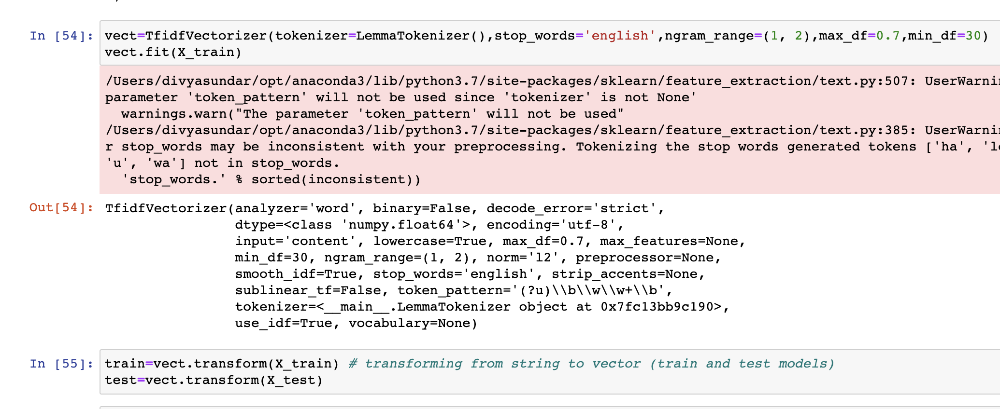 In [54]: vect=TfidfVectorizer(tokenizer=LemmaTokenizer(),stop_words='english',ngram_range=(1, 2),max_df=0.7,min_df=30)
vect.fit(X_train)
/Users/divyasundar/opt/anaconda3/lib/python3.7/site-packages/sklearn/feature_extraction/text.py:507:
parameter 'token_pattern' will not be used since 'tokenizer' is not None'
warnings.warn("The parameter 'token_pattern' will not be used"
/Users/divyasundar/opt/anaconda3/lib/python3.7/site-packages/sklearn/feature_extraction/text.py:385:
r stop_words may be inconsistent with your preprocessing. Tokenizing the stop words generated tokens ['ha',
'u', 'wa'] not in stop_words.
'stop_words.' % sorted(inconsistent))
Out[54]: TfidfVectorizer(analyzer='word', binary=False, decode_error='strict',
dtype=<class 'numpy.float64'>, encoding='utf-8',
input='content', lowercase=True, max_df=0.7, max_features=None,
min_df=30, ngram_range=(1, 2), norm='l2', preprocessor=None,
smooth_idf=True, stop_words='english', strip_accents=None,
sublinear_tf=False, token_pattern='(?u)\\b\\w\\w+\\b',
tokenizer=<__main__.LemmaTokenizer object at 0x7fc13bb9c190>,
use_idf=True, vocabulary=None)
In [55]: train=vect.transform(X_train) # transforming from string to vector (train and test models)
test=vect.transform(X_test)